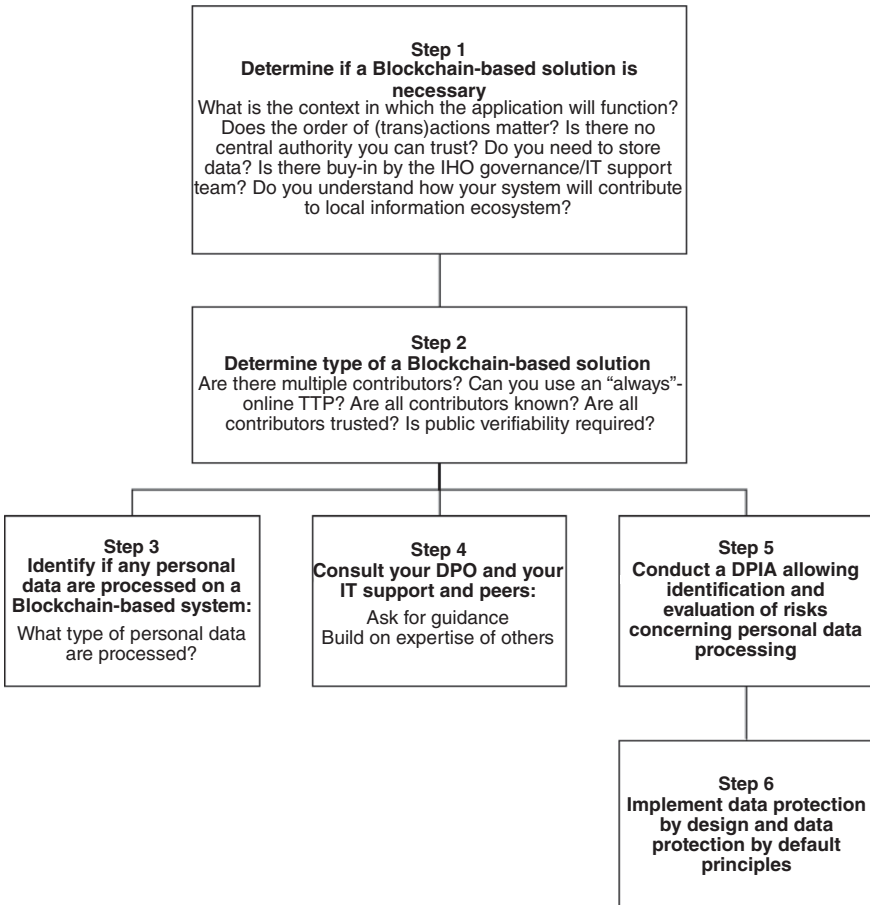 Step 1
Determine if a Blockchain-based solution is
necessary
What is the context in which the application will function?
Does the order of (trans)actions matter? Is there no
central authority you can trust? Do you need to store
data? Is there buy-in by the IHO governance/IT support
team? Do you understand how your system will contribute
to local information ecosystem?
Step 2
Determine type of a Blockchain-based solution
Are there multiple contributors? Can you use an “always”-
online TTP? Are all contributors known? Are all
contributors trusted? Is public verifiability required?
Step 3
Identify if any personal
data are processed on a
Blockchain-based system:
What type of personal data
are processed?
Step 4
Consult your DPO and your
IT support and peers:
Ask for guidance
Build on expertise of others
Step 5
Conduct a DPIA allowing
identification and
evaluation of risks
concerning personal data
processing
Step 6
Implement data protection
by design and data
protection by default
principles